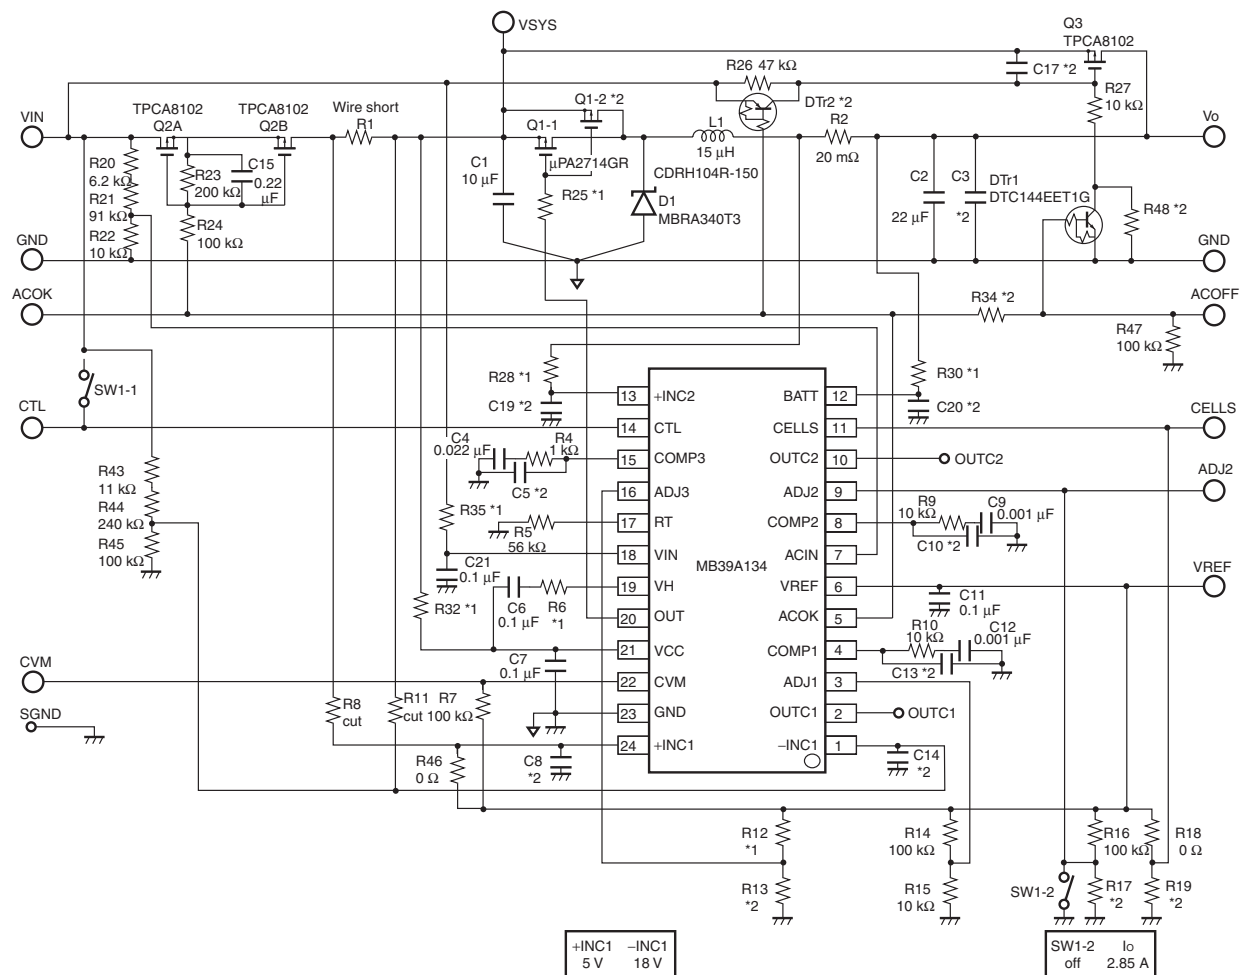 VSYS
Q3
TPCA8102
R26 47 kΩ
C17 *2
VIN
TPCA8102
Q2A
TPCA8102
Q2B
Wire short
R1
Q1-2 *2
Q1-1
µPA2714GR
DTr2 *2
L1
15 µH
CDRH104R-150
R2
20 mΩ
R27
10 kΩ
Vo
R20
6.2 kΩ
R21
91 kΩ
R22
10 kΩ
R23
200 kΩ
C15
0.22
µF
R24
100 kΩ
C1
10 µF
R25 *1
D1
MBRA340T3
C2
22 µF
C3
*2
DTr1
DTC144EET1G
R48 *2
GND
GND
ACOK
R34 *2
ACOFF
R47
100 kΩ
SW1-1
R28 *1
C19 *2
R30 *1
C20 *2
CTL
CELLS
ADJ2
VREF
R43
11 kΩ
R44
240 kΩ
R45
100 kΩ
C4
0.022 µF
R4
1 kΩ
C5 *2
R35 *1
R5
56 kΩ
C21
0.1 µF
R32 *1
C6
0.1 µF
R6
*1
C7
0.1 µF
13 +INC2
14 CTL
15 COMP3
16 ADJ3
17 RT
18 VIN
19 VH
20 OUT
21 VCC
22 CVM
23 GND
24 +INC1
MB39A134
BATT 12
CELLS 11
OUTC2 10
ADJ2 9
COMP2 8
ACIN 7
VREF 6
ACOK 5
COMP1 4
ADJ1 3
OUTC1 2
−INC1 1
OUTC2
R9
10 kΩ
C9
0.001 µF
C10 *2
C11
0.1 µF
R10
10 kΩ
C12
0.001 µF
C13 *2
OUTC1
C14
*2
CVM
SGND
R8
cut
R11
cut
R7
100 kΩ
R46
0 Ω
C8
*2
R12
*1
R13
*2
R14
100 kΩ
R15
10 kΩ
R16
100 kΩ
R18
0 Ω
SW1-2
R17
*2
R19
*2
+INC1 −INC1
5 V 18 V
SW1-2 Io
off 2.85 A